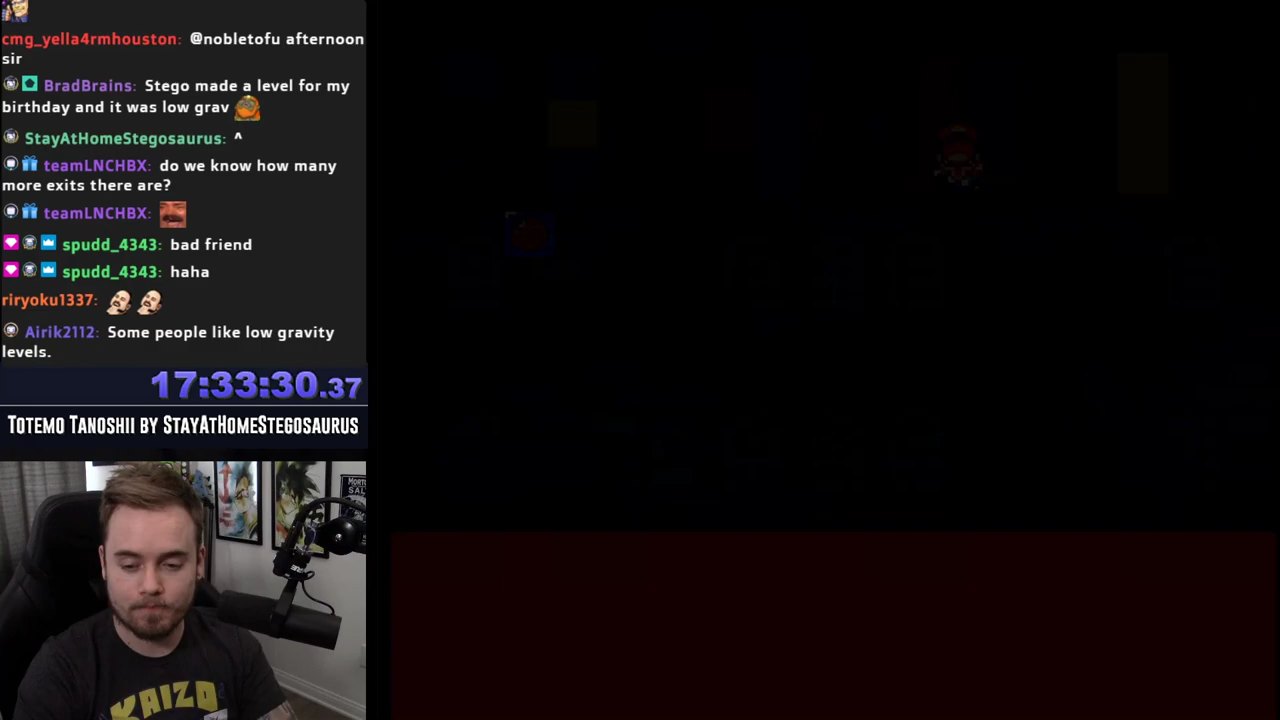 cmg_yella4rmhouston: @nobletofu afternoon
sir
BradBrains: Stego made a level for my
birthday and it was low grav
StayAtHomeStegosaurus: ^
teamLNCHBX: do we know how many
more exits there are?
teamLNCHBX:
spudd_4343: bad friend
spudd_4343: haha
riryoku1337:
Airik2112: Some people like low gravity
levels.
17:33:30.37
TOTEMO TANOSHII BY STAYATHOMESTEGOSAURUS
MORTON
SAL
KAIZO